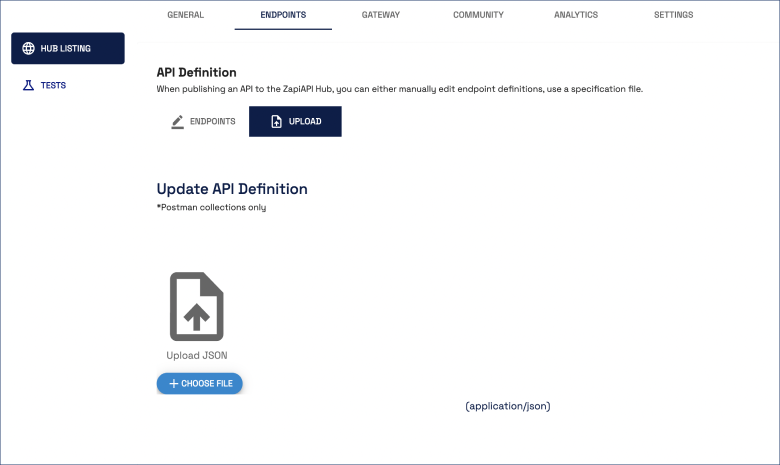 GENERAL ENDPOINTS GATEWAY COMMUNITY ANALYTICS SETTINGS
HUB LISTING
TESTS
API Definition
When publishing an API to the ZapiAPI Hub, you can either manually edit endpoint definitions, use a specification file.
ENDPOINTS UPLOAD
Update API Definition
*Postman collections only
Upload JSON
+ CHOOSE FILE
(application/json)